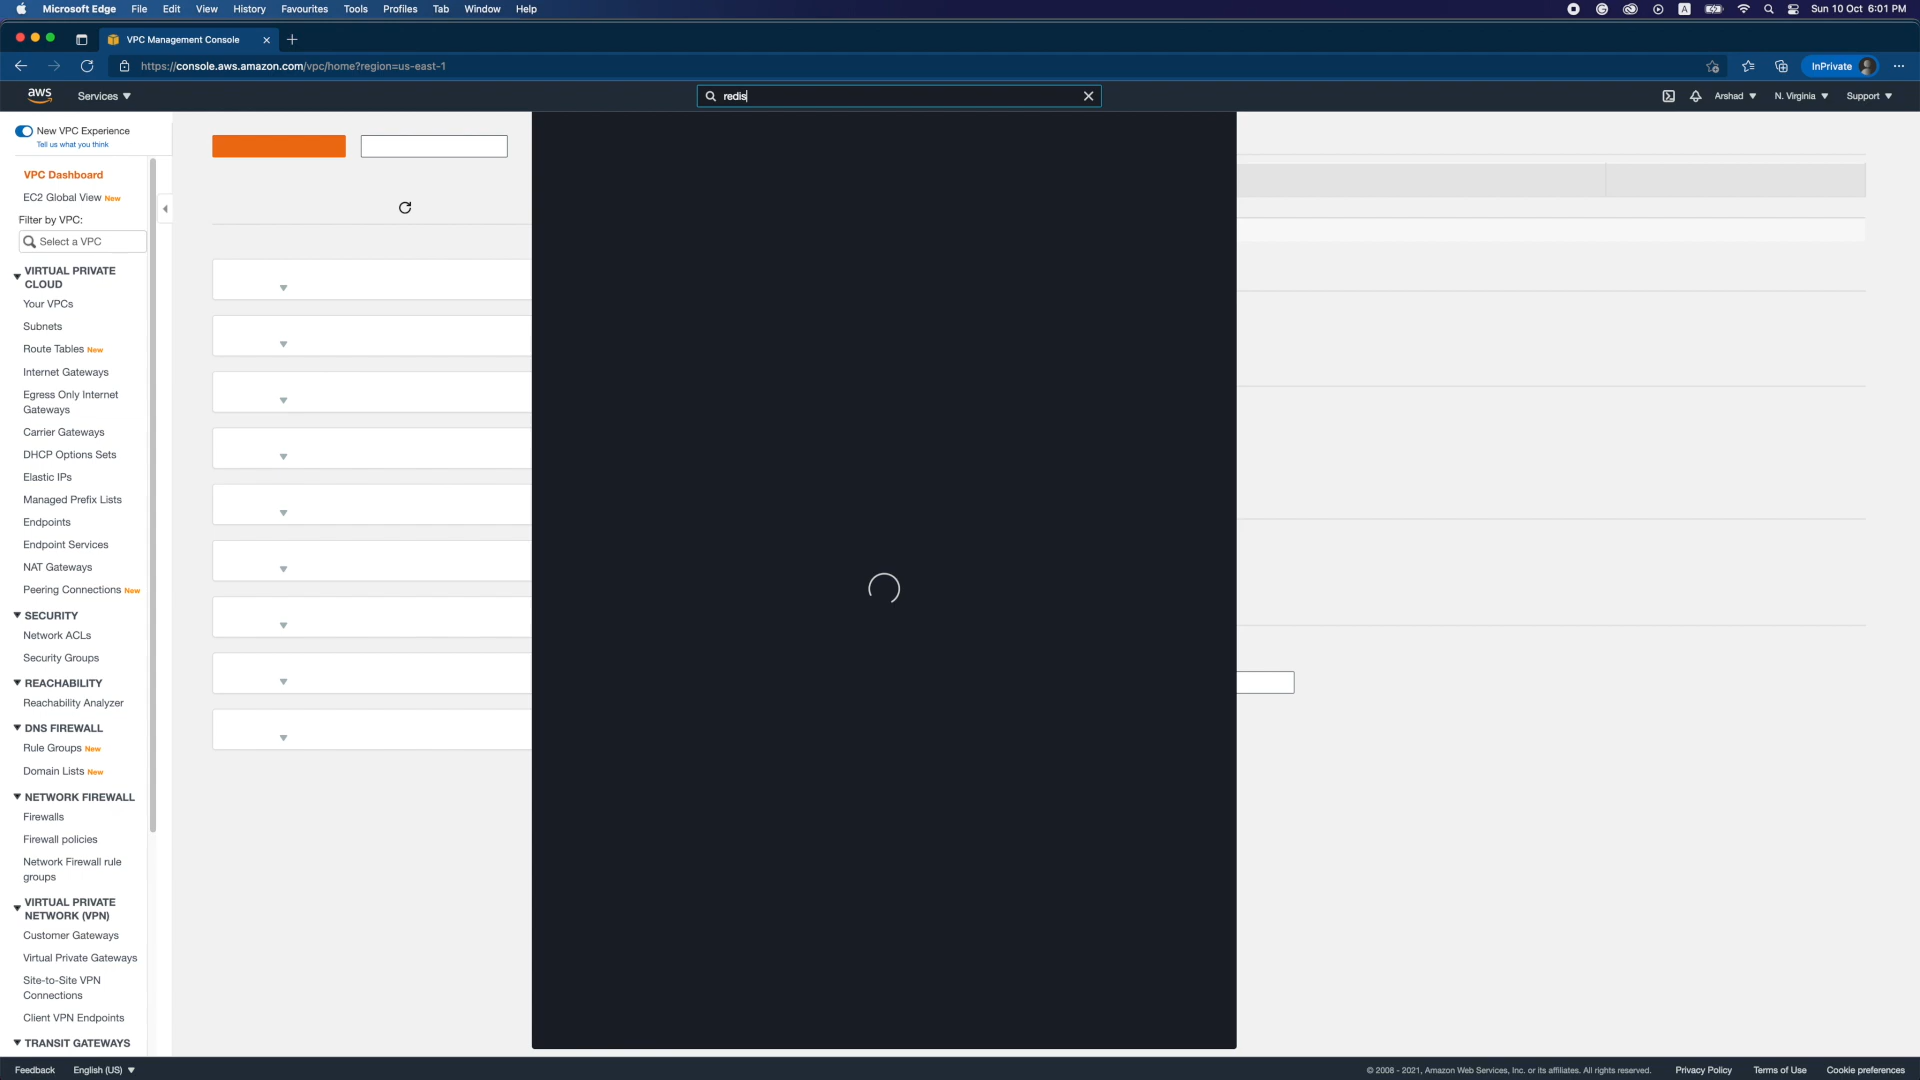 Microsoft Edge File Edit View History Favourites Tools Profiles Tab Window Help
A
Sun 10 Oct 6:01 PM
VPC Management Console
https://console.aws.amazon.com/vpc/home?region=us-east-1
InPrivate
aws
Services
redis
Arshad
N. Virginia
Support
New VPC Experience
Tell us what you think
VPC Dashboard
EC2 Global View New
Filter by VPC:
Select a VPC
VIRTUAL PRIVATE
CLOUD
Your VPCs
Subnets
Route Tables New
Internet Gateways
Egress Only Internet
Gateways
Carrier Gateways
DHCP Options Sets
Elastic IPs
Managed Prefix Lists
Endpoints
Endpoint Services
NAT Gateways
Peering Connections New
SECURITY
Network ACLs
Security Groups
REACHABILITY
Reachability Analyzer
DNS FIREWALL
Rule Groups New
Domain Lists New
NETWORK FIREWALL
Firewalls
Firewall policies
Network Firewall rule
groups
VIRTUAL PRIVATE
NETWORK (VPN)
Customer Gateways
Virtual Private Gateways
Site-to-Site VPN
Connections
Client VPN Endpoints
TRANSIT GATEWAYS
Feedback
English (US)
© 2008 - 2021, Amazon Web Services, Inc. or its affiliates. All rights reserved.
Privacy Policy
Terms of Use
Cookie preferences